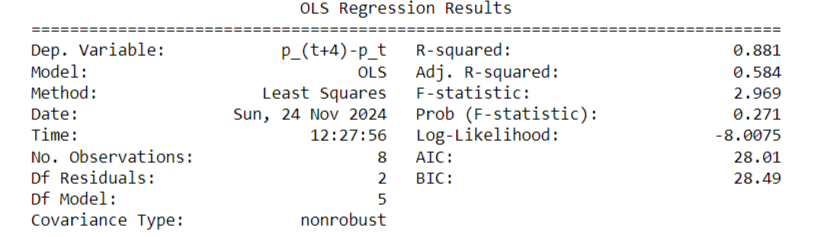 OLS Regression Results
==============================================================================
Dep. Variable: p_(t+4)-p_t R-squared: 0.881
Model: OLS Adj. R-squared: 0.584
Method: Least Squares F-statistic: 2.969
Date: Sun, 24 Nov 2024 Prob (F-statistic): 0.271
Time: 12:27:56 Log-Likelihood: -8.0075
No. Observations: 8 AIC: 28.01
Df Residuals: 2 BIC: 28.49
Df Model: 5
Covariance Type: nonrobust